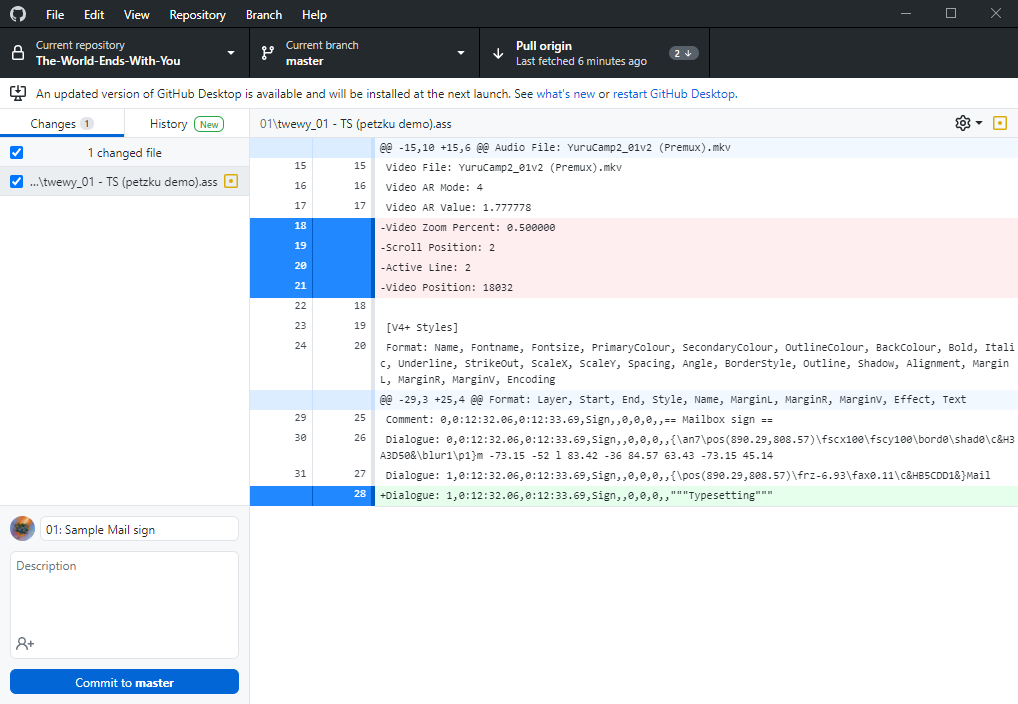 File Edit View Repository Branch Help
Current repository
The-World-Ends-With-You
Current branch
master
Pull origin
Last fetched 6 minutes ago
2
An updated version of GitHub Desktop is available and will be installed at the next launch. See what's new or restart GitHub Desktop.
Changes 1
History New
01\twewy_01 - TS (petzku demo).ass
1 changed file
...\twewy_01 - TS (petzku demo).ass
@@ -15,10 +15,6 @@ Audio File: YuruCamp2_01v2 (Premux).mkv
15 15 Video File: YuruCamp2_01v2 (Premux).mkv
16 16 Video AR Mode: 4
17 17 Video AR Value: 1.777778
18 -Video Zoom Percent: 0.500000
19 -Scroll Position: 2
20 -Active Line: 2
21 -Video Position: 18032
22 18
23 19 [V4+ Styles]
24 20 Format: Name, Fontname, Fontsize, PrimaryColour, SecondaryColour, OutlineColour, BackColour, Bold, Itali
c, Underline, StrikeOut, ScaleX, ScaleY, Spacing, Angle, BorderStyle, Outline, Shadow, Alignment, Margin
L, MarginR, MarginV, Encoding
@@ -29,3 +25,4 @@ Format: Layer, Start, End, Style, Name, MarginL, MarginR, MarginV, Effect, Text
29 25 Comment: 0,0:12:32.06,0:12:33.69,Sign,,0,0,0,,== Mailbox sign ==
30 26 Dialogue: 0,0:12:32.06,0:12:33.69,Sign,,0,0,0,,{\an7\pos(890.29,808.57)\fscx100\fscy100\bord0\shad0\c&H3
A3D50&\blur1\p1}m -73.15 -52 l 83.42 -36 84.57 63.43 -73.15 45.14
31 27 Dialogue: 1,0:12:32.06,0:12:33.69,Sign,,0,0,0,,{\pos(890.29,808.57)\frz-6.93\fax0.11\c&HB5CDD1&}Mail
28 +Dialogue: 1,0:12:32.06,0:12:33.69,Sign,,0,0,0,,"""Typesetting"""
01: Sample Mail sign
Description
Commit to master